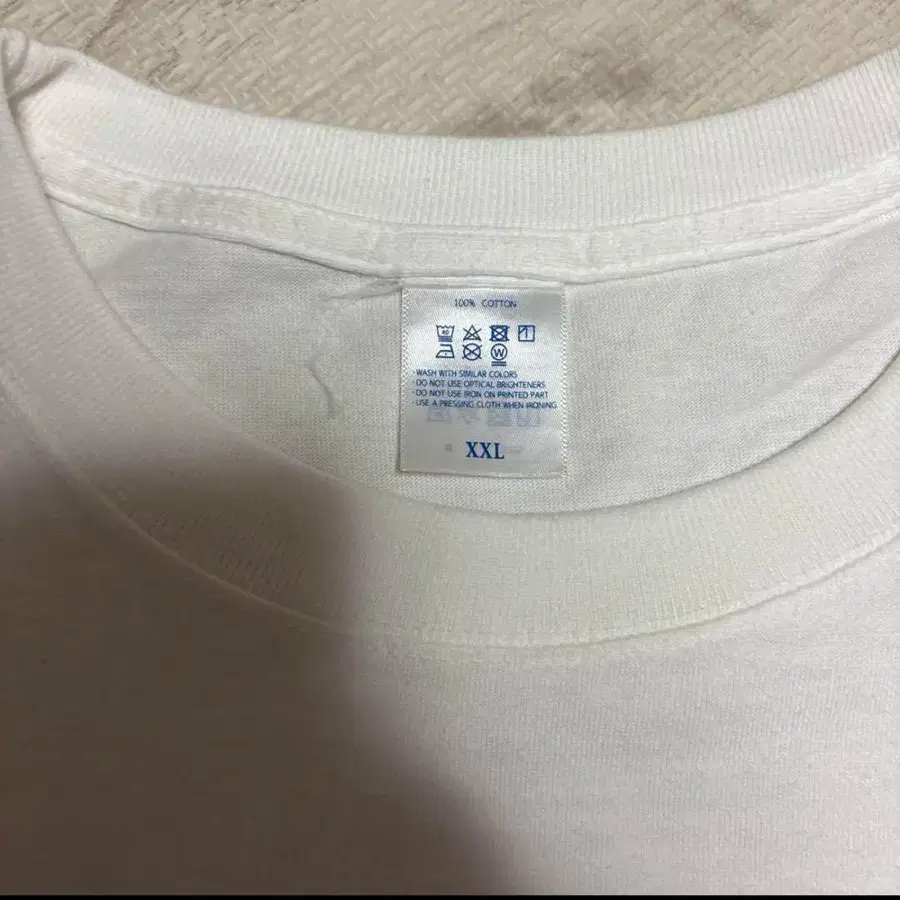 100% COTTON
40
W
· WASH WITH SIMILAR COLORS
· DO NOT USE OPTICAL BRIGHTENERS
· DO NOT USE IRON ON PRINTED PART
· USE A PRESSING CLOTH WHEN IRONING
XXL